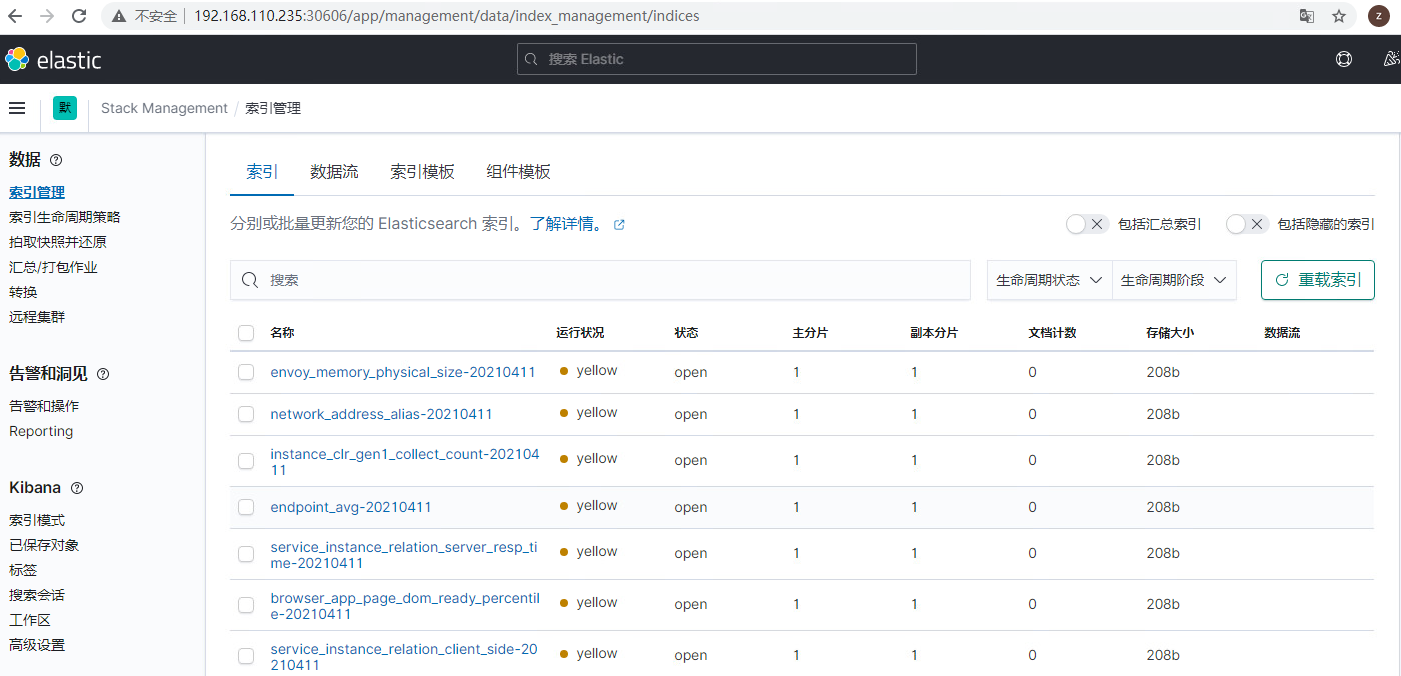 不安全 192.168.110.235:30606/app/management/data/index_management/indices
z
elastic
搜索 Elastic
默 Stack Management / 索引管理
数据
索引管理
索引生命周期策略
拍取快照并还原
汇总/打包作业
转换
远程集群
告警和洞见
告警和操作
Reporting
Kibana
索引模式
已保存对象
标签
搜索会话
工作区
高级设置
索引 数据流 索引模板 组件模板
分别或批量更新您的 Elasticsearch 索引。了解详情。
包括汇总索引 包括隐藏的索引
搜索
生命周期状态 生命周期阶段 重载索引
名称 运行状况 状态 主分片 副本分片 文档计数 存储大小 数据流
envoy_memory_physical_size-20210411 yellow open 1 1 0 208b
network_address_alias-20210411 yellow open 1 1 0 208b
instance_clr_gen1_collect_count-202104
11 yellow open 1 1 0 208b
endpoint_avg-20210411 yellow open 1 1 0 208b
service_instance_relation_server_resp_ti
me-20210411 yellow open 1 1 0 208b
browser_app_page_dom_ready_percentil
e-20210411 yellow open 1 1 0 208b
service_instance_relation_client_side-20
210411 yellow open 1 1 0 208b